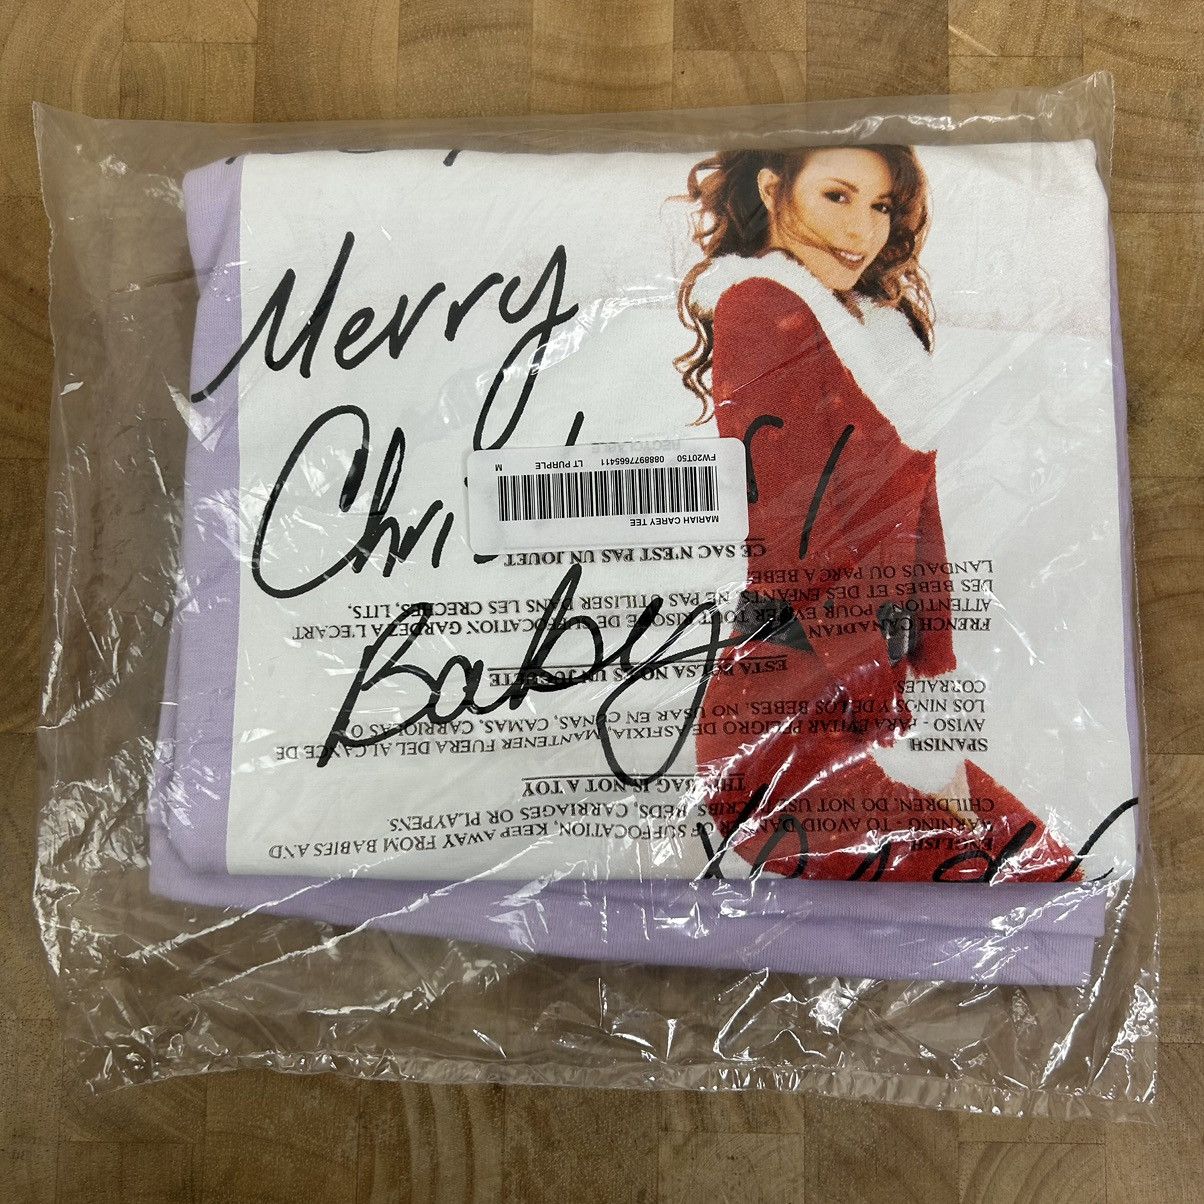 Merry
Baby
MARIAH CAREY TEE
FW20T50 0888977665411 LT PURPLE M
RECYCLABLE
ENGLISH
WARNING - TO AVOID DANGER OF SUFFOCATION, KEEP AWAY FROM BABIES AND
CHILDREN. DO NOT USE IN CRIBS, BEDS, CARRIAGES OR PLAYPENS.
THIS BAG IS NOT A TOY
SPANISH
AVISO - PARA EVITAR PELIGRO DE ASFIXIA, MANTENER FUERA DEL ALCANCE DE
LOS NINOS Y DE LOS BEBES. NO USAR EN CUNAS, CAMAS, CARRIOLAS O
CORRALES
ESTA BOLSA NO ES UN JUGUETE
FRENCH CANADIAN
ATTENTION - POUR EVITER TOUT RISQUE DE SUFFOCATION GARDEZ A L'ECART
DES BEBES ET DES ENFANTS. NE PAS UTILISER DANS LES CRECHES, LITS,
LANDAUS OU PARC A BEBE
CE SAC N'EST PAS UN JOUET